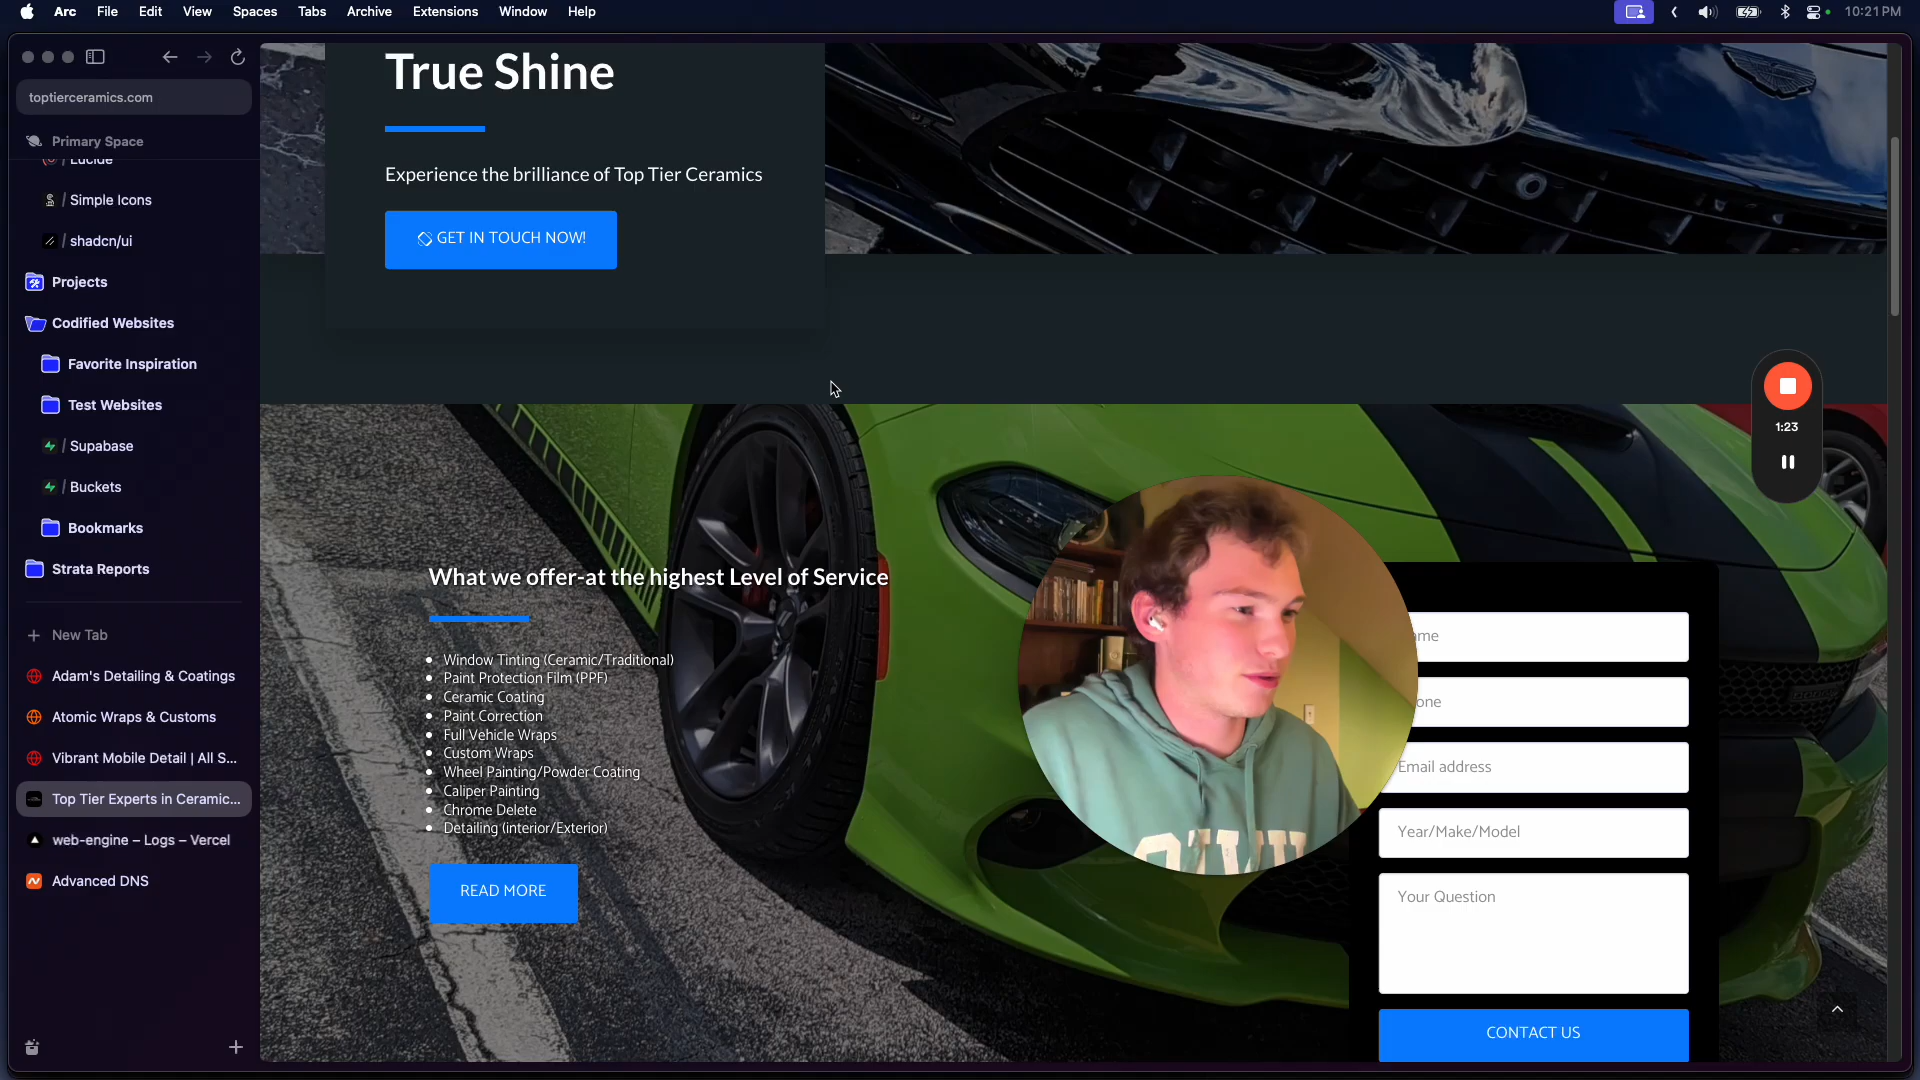 Arc File Edit View Spaces Tabs Archive Extensions Window Help
10:21 PM
toptierceramics.com
Primary Space
/ Lucide
/ Simple Icons
/ shadcn/ui
Projects
Codified Websites
Favorite Inspiration
Test Websites
/ Supabase
/ Buckets
Bookmarks
Strata Reports
New Tab
Adam's Detailing & Coatings
Atomic Wraps & Customs
Vibrant Mobile Detail | All S...
Top Tier Experts in Ceramic...
web-engine – Logs – Vercel
Advanced DNS
True Shine
Experience the brilliance of Top Tier Ceramics
GET IN TOUCH NOW!
1:23
What we offer-at the highest Level of Service
Window Tinting (Ceramic/Traditional)
Paint Protection Film (PPF)
Ceramic Coating
Paint Correction
Full Vehicle Wraps
Custom Wraps
Wheel Painting/Powder Coating
Caliper Painting
Chrome Delete
Detailing (interior/Exterior)
READ MORE
Email address
Year/Make/Model
Your Question
CONTACT US